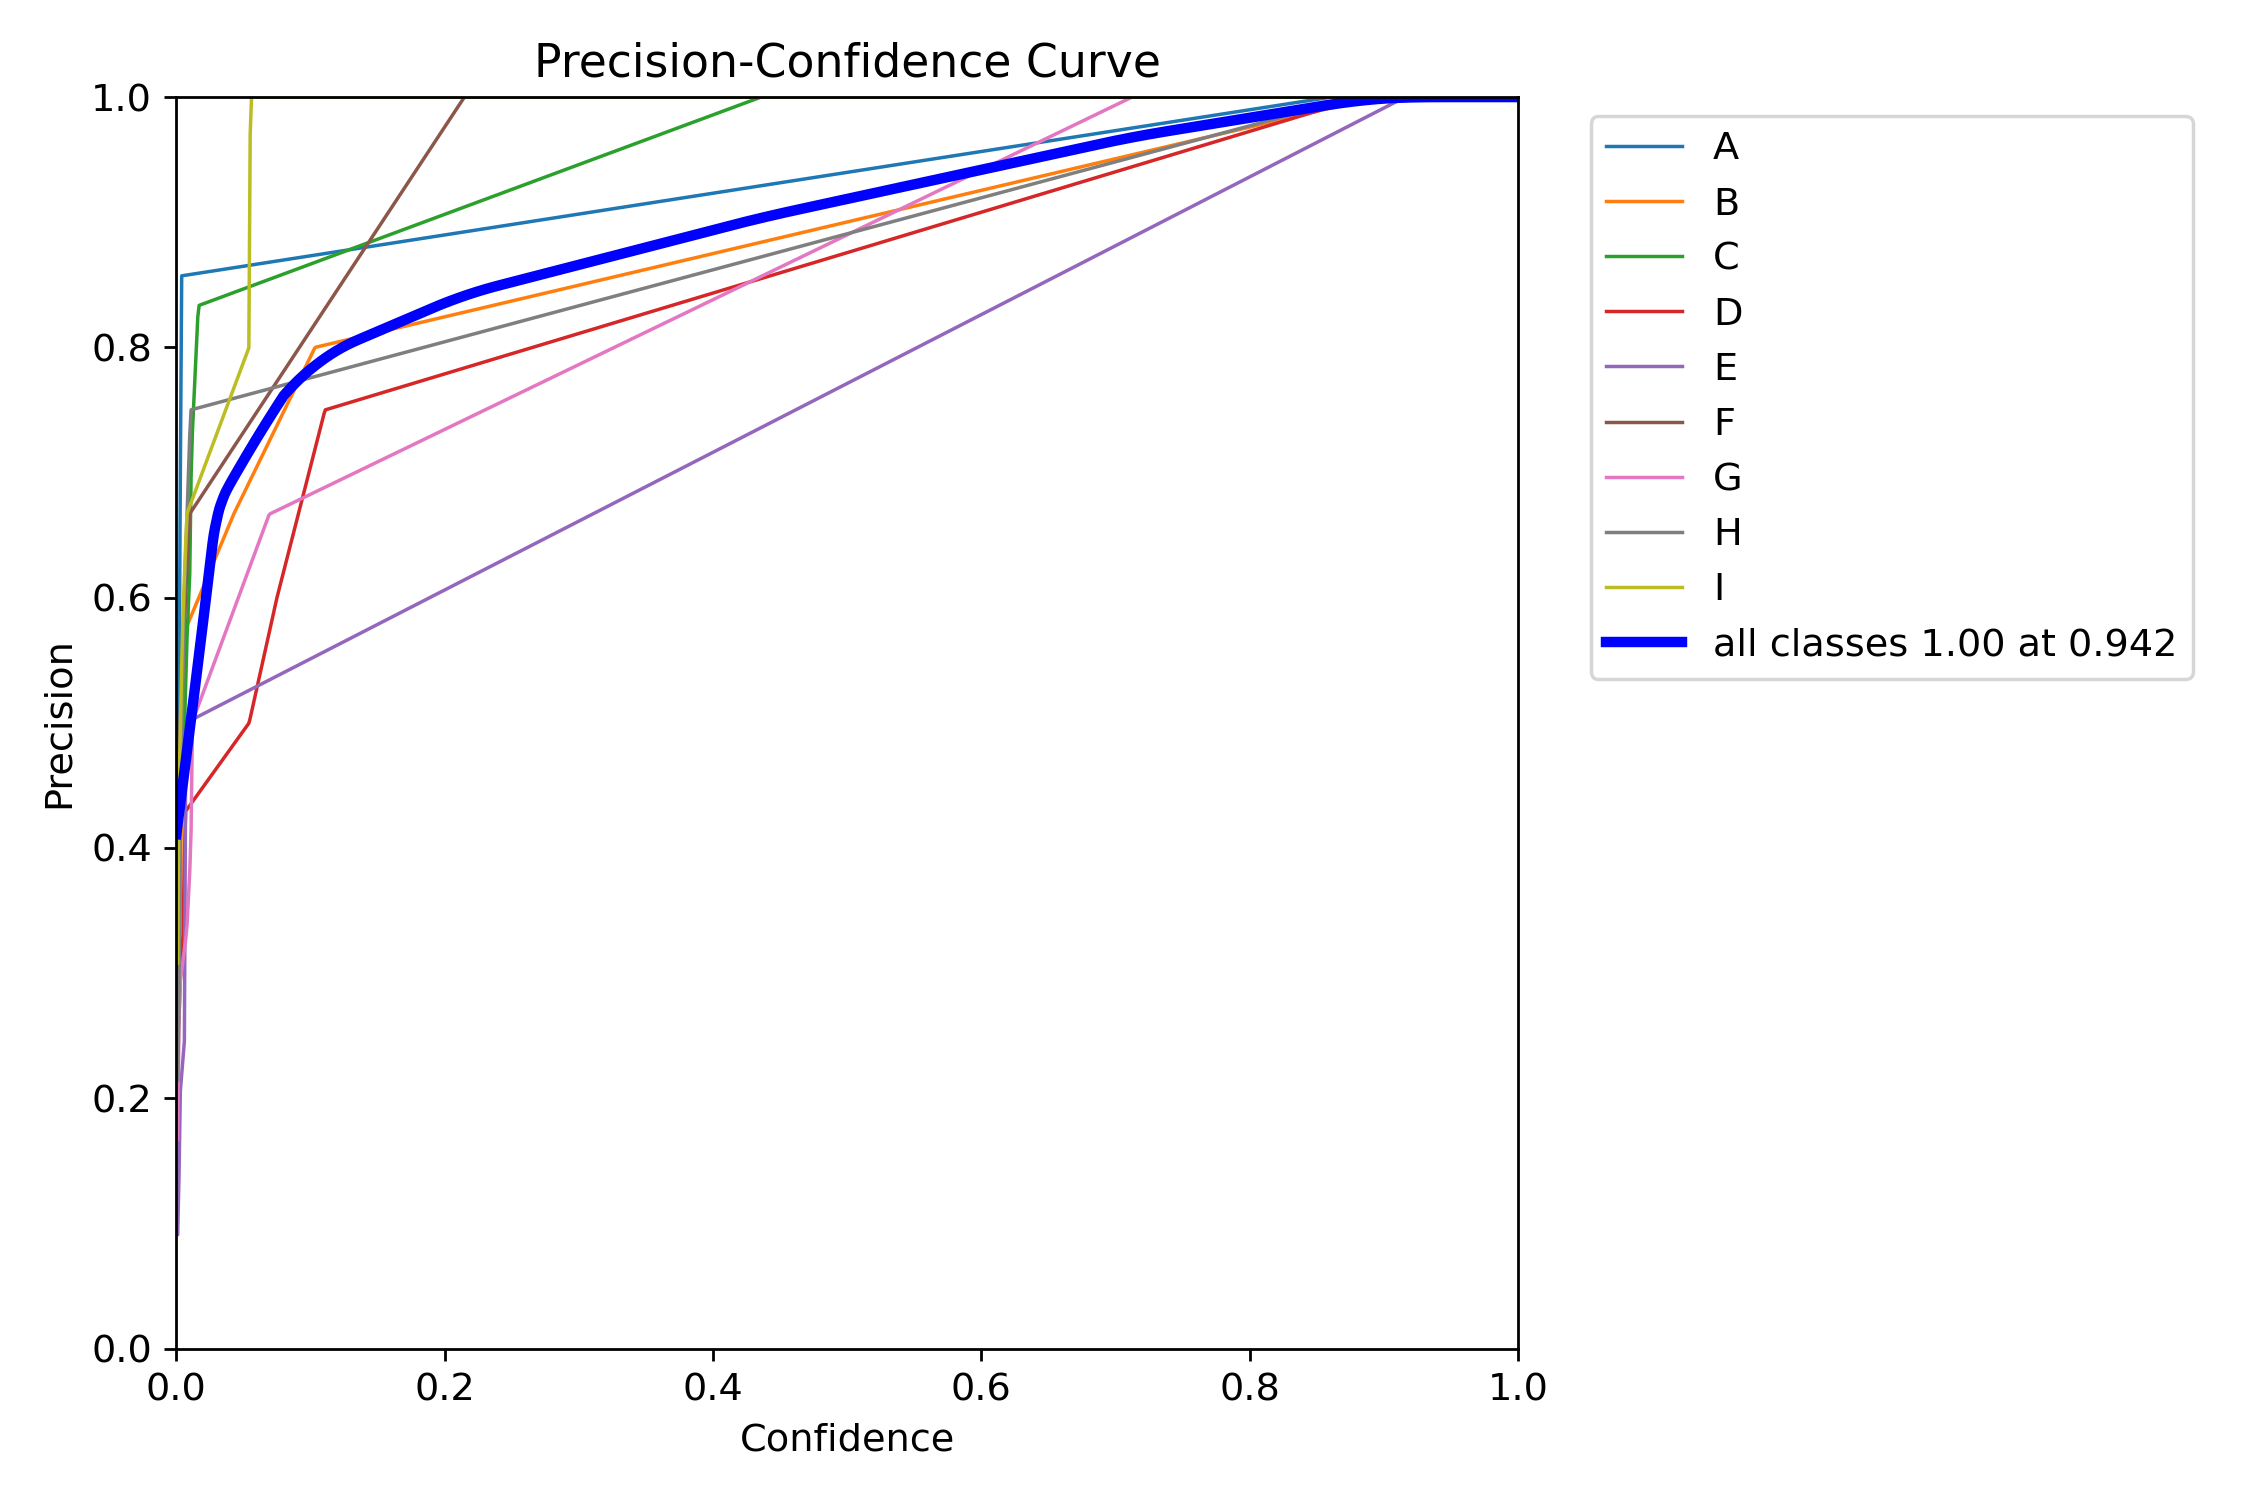 Precision-Confidence Curve
1.0
0.8
0.6
0.4
0.2
0.0
Precision
0.0 0.2 0.4 0.6 0.8 1.0
Confidence
A
B
C
D
E
F
G
H
I
all classes 1.00 at 0.942